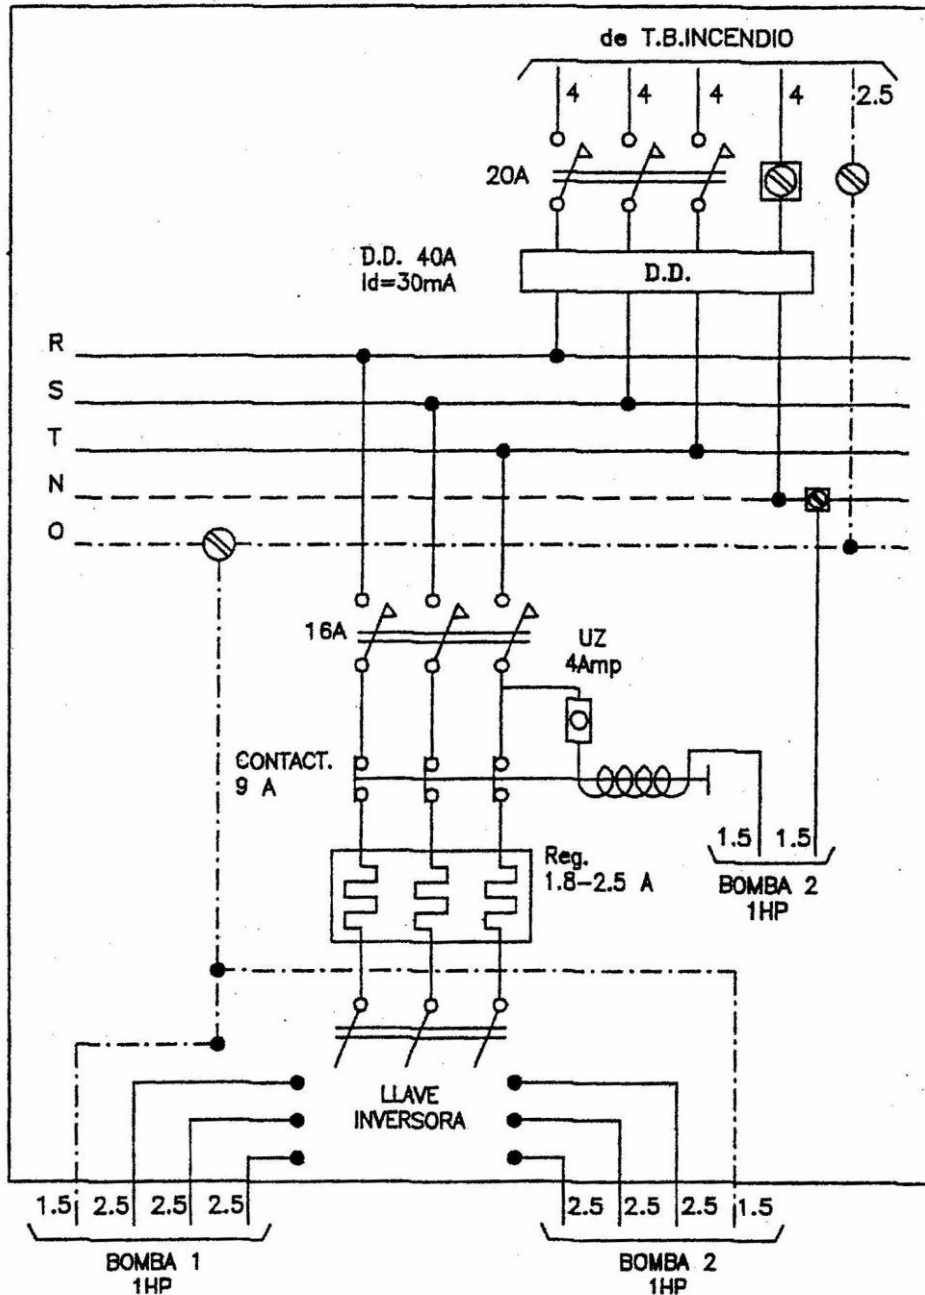 de T.B.INCENDIO
4 4 4 4 2.5
20A
D.D. 40A
Id=30mA
D.D.
R
S
T
N
O
16A
UZ
4Amp
CONTACT.
9 A
1.5 1.5
Reg.
1.8-2.5 A
BOMBA 2
1HP
LLAVE
INVERSORA
1.5 2.5 2.5 2.5
2.5 2.5 2.5 1.5
BOMBA 1
1HP
BOMBA 2
1HP